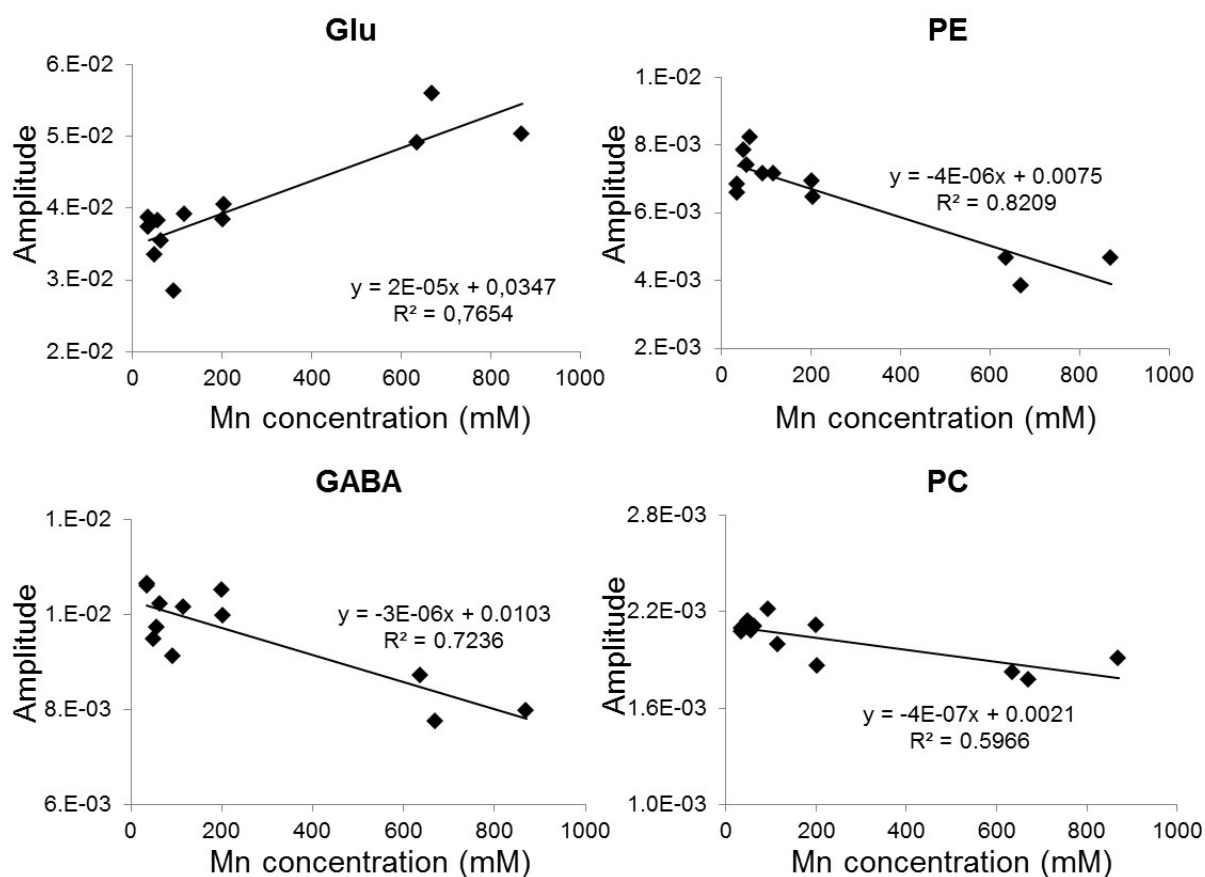 Glu
6.E-02
5.E-02
4.E-02
3.E-02
2.E-02
Amplitude
y = 2E-05x + 0,0347
R² = 0,7654
0 200 400 600 800 1000
Mn concentration (mM)
PE
1.E-02
8.E-03
6.E-03
4.E-03
2.E-03
Amplitude
y = -4E-06x + 0.0075
R² = 0.8209
0 200 400 600 800 1000
Mn concentration (mM)
GABA
1.E-02
1.E-02
8.E-03
6.E-03
Amplitude
y = -3E-06x + 0.0103
R² = 0.7236
0 200 400 600 800 1000
Mn concentration (mM)
PC
2.8E-03
2.2E-03
1.6E-03
1.0E-03
Amplitude
y = -4E-07x + 0.0021
R² = 0.5966
0 200 400 600 800 1000
Mn concentration (mM)